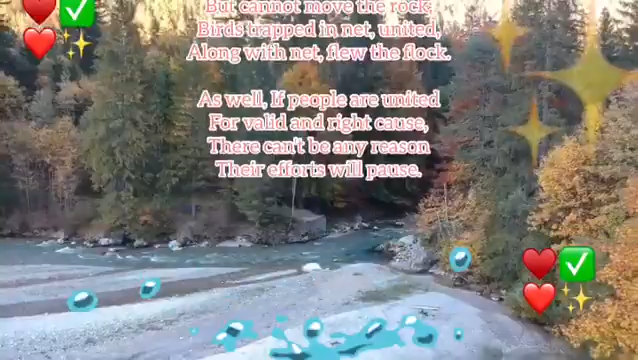 But cannot move the rock;
Birds trapped in net, united,
Along with net, flew the flock.
As well, If people are united
For valid and right cause,
There can't be any reason
Their efforts will pause.